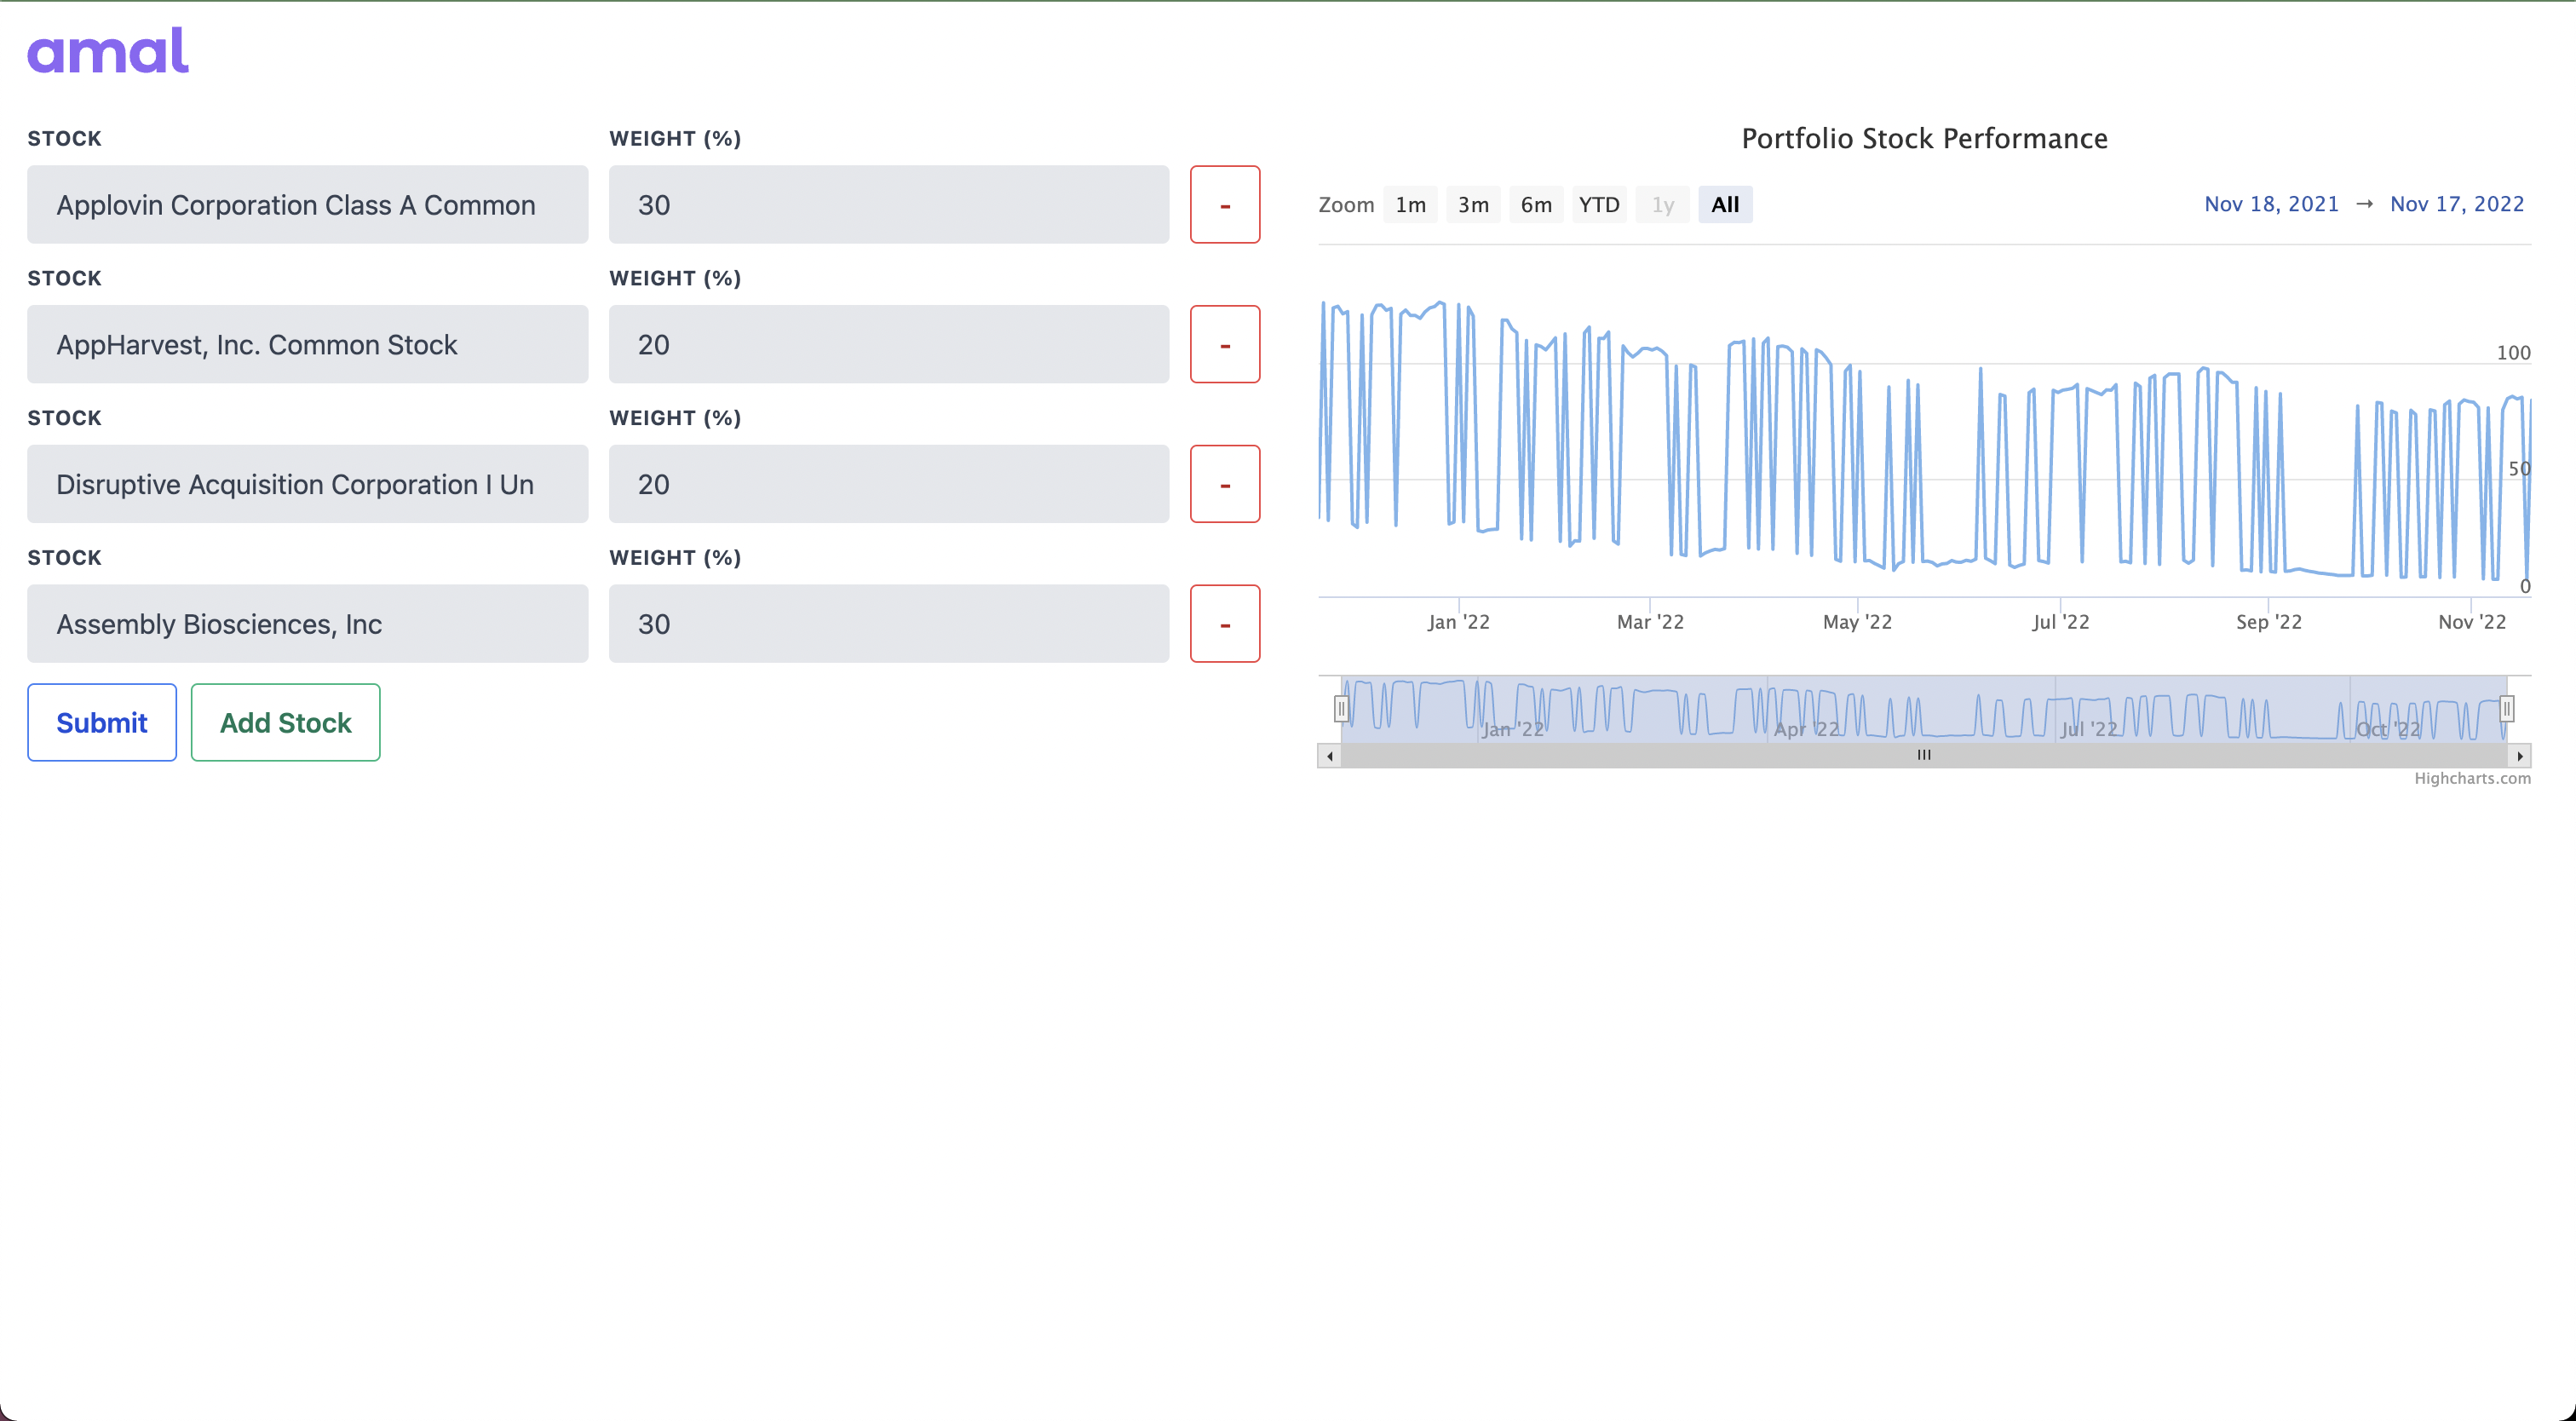 amal
STOCK WEIGHT (%)
Applovin Corporation Class A Common 30 -
STOCK WEIGHT (%)
AppHarvest, Inc. Common Stock 20 -
STOCK WEIGHT (%)
Disruptive Acquisition Corporation I Un 20 -
STOCK WEIGHT (%)
Assembly Biosciences, Inc 30 -
Submit Add Stock
Portfolio Stock Performance
Zoom 1m 3m 6m YTD 1y All Nov 18, 2021 → Nov 17, 2022
100
50
0
Jan '22 Mar '22 May '22 Jul '22 Sep '22 Nov '22
Jan '22 Apr '22 Jul '22 Oct '22
Highcharts.com